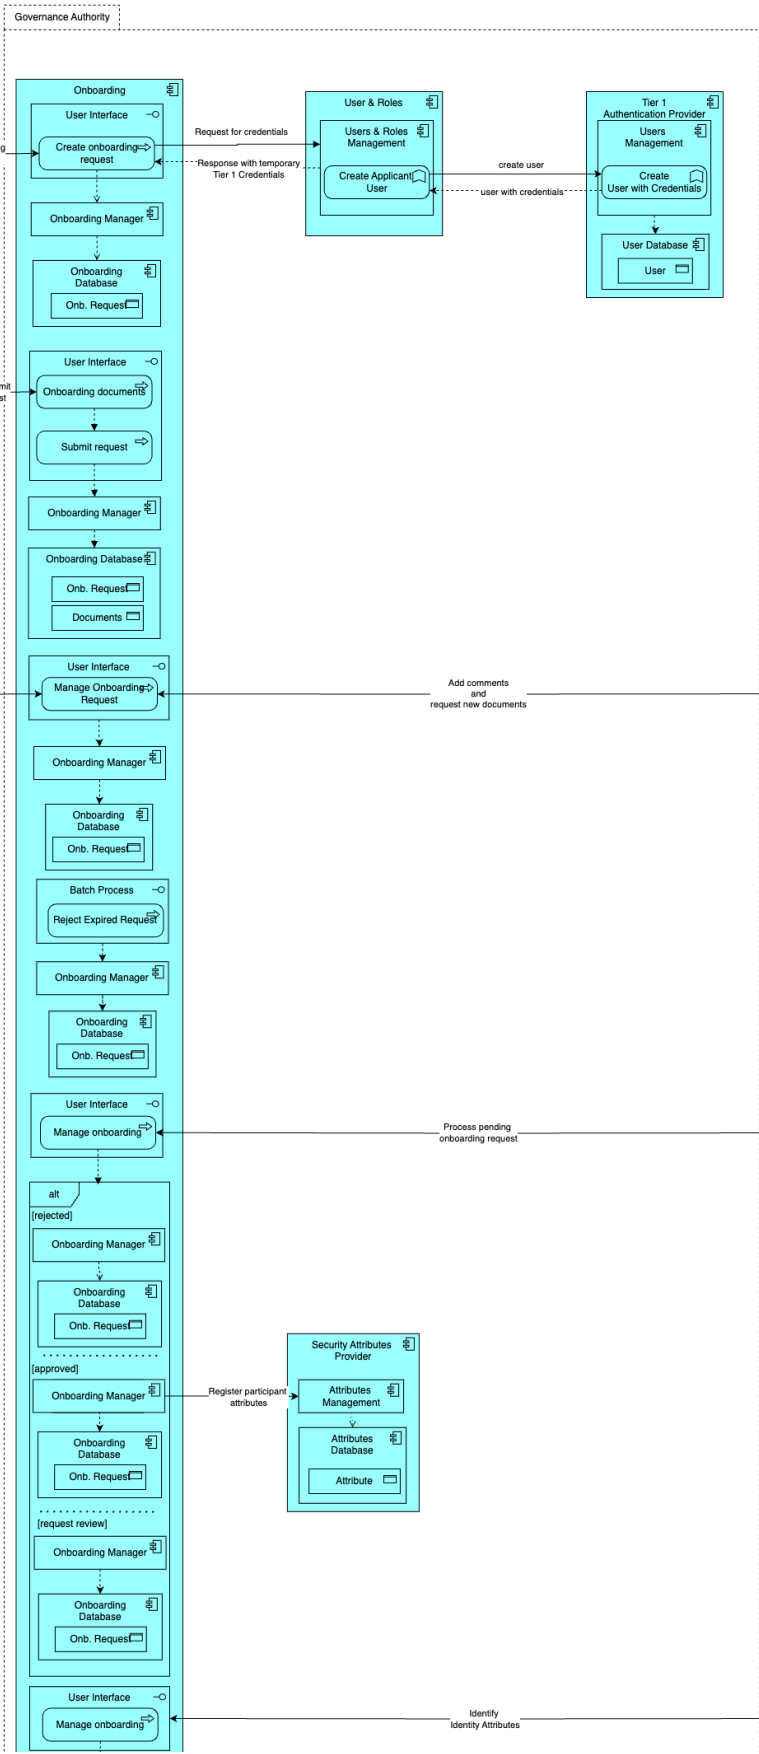 Governance Authority
Onboarding
User Interface
Create onboarding
request
Onboarding Manager
Onboarding
Database
Onb. Request
Request for credentials
Response with temporary
Tier 1 Credentials
User & Roles
Users & Roles
Management
Create Applicant
User
create user
user with credentials
Tier 1
Authentication Provider
Users
Management
Create
User with Credentials
User Database
User
g
mit
st
User Interface
Onboarding documents
Submit request
Onboarding Manager
Onboarding Database
Onb. Request
Documents
User Interface
Manage Onboarding
Request
Add comments
and
request new documents
Onboarding Manager
Onboarding
Database
Onb. Request
Batch Process
Reject Expired Request
Onboarding Manager
Onboarding
Database
Onb. Request
User Interface
Manage onboarding
Process pending
onboarding request
alt
[rejected]
Onboarding Manager
Onboarding
Database
Onb. Request
[approved]
Onboarding Manager
Register participant
attributes
Onboarding
Database
Onb. Request
Security Attributes
Provider
Attributes
Management
Attributes
Database
Attribute
[request review]
Onboarding Manager
Onboarding
Database
Onb. Request
User Interface
Manage onboarding
Identify
Identity Attributes